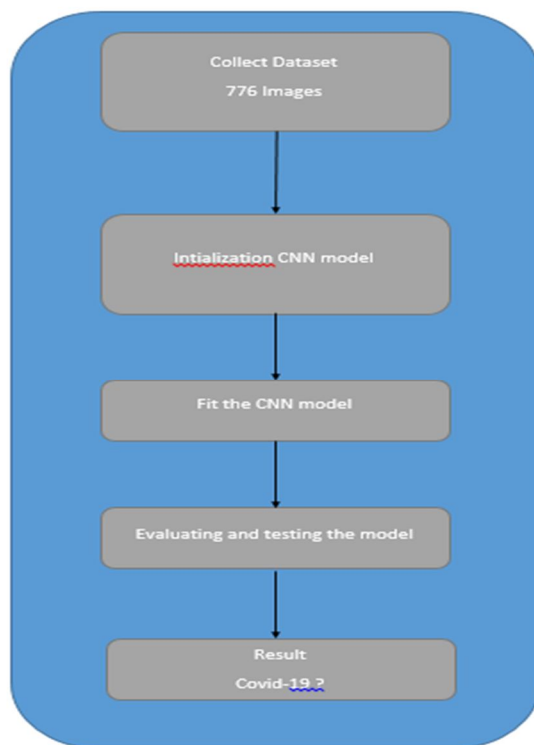 Collect Dataset
776 Images
Intialization CNN model
Fit the CNN model
Evaluating and testing the model
Result
Covid-19 ?